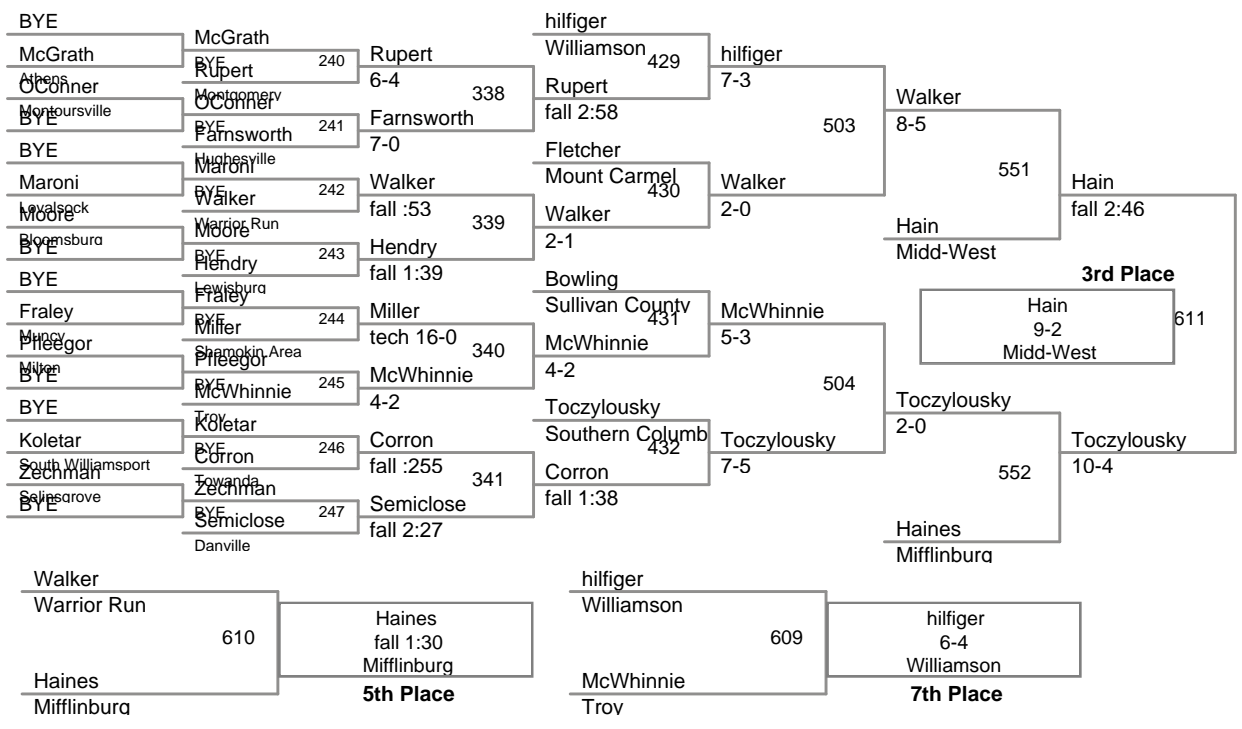 BYE
McGrath
Athens
OConner
Montoursville
BYE
BYE
Maroni
Loyalsock
Moore
Bloomsburg
BYE
BYE
Fraley
Muncy
Pfleegor
Milton
BYE
BYE
Koletar
South Williamsport
Zechman
Selinsgrove
BYE
McGrath
BYE 240
Rupert
Montgomery
OConner
BYE 241
Farnsworth
Hughesville
Maroni
BYE 242
Walker
Warrior Run
Moore
BYE 243
Hendry
Lewisburg
Fraley
BYE 244
Miller
Shamokin Area
Pfleegor
BYE 245
McWhinnie
Troy
Koletar
BYE 246
Corron
Towanda
Zechman
BYE 247
Semiclose
Danville
Rupert
6-4
338
Farnsworth
7-0
Walker
fall :53
339
Hendry
fall 1:39
Miller
tech 16-0
340
McWhinnie
4-2
Corron
fall :255
341
Semiclose
fall 2:27
hilfiger
Williamson
429
Rupert
fall 2:58
Fletcher
Mount Carmel
430
Walker
2-1
Bowling
Sullivan County
431
McWhinnie
4-2
Toczylousky
Southern Columb
432
Corron
fall 1:38
hilfiger
7-3
503
Walker
2-0
McWhinnie
5-3
504
Toczylousky
7-5
Walker
8-5
551
Hain
Midd-West
Toczylousky
2-0
552
Haines
Mifflinburg
Hain
fall 2:46
3rd Place
Hain
9-2
Midd-West
611
Toczylousky
10-4
Walker
Warrior Run
610
Haines
Mifflinburg
Haines
fall 1:30
Mifflinburg
5th Place
hilfiger
Williamson
609
McWhinnie
Troy
hilfiger
6-4
Williamson
7th Place